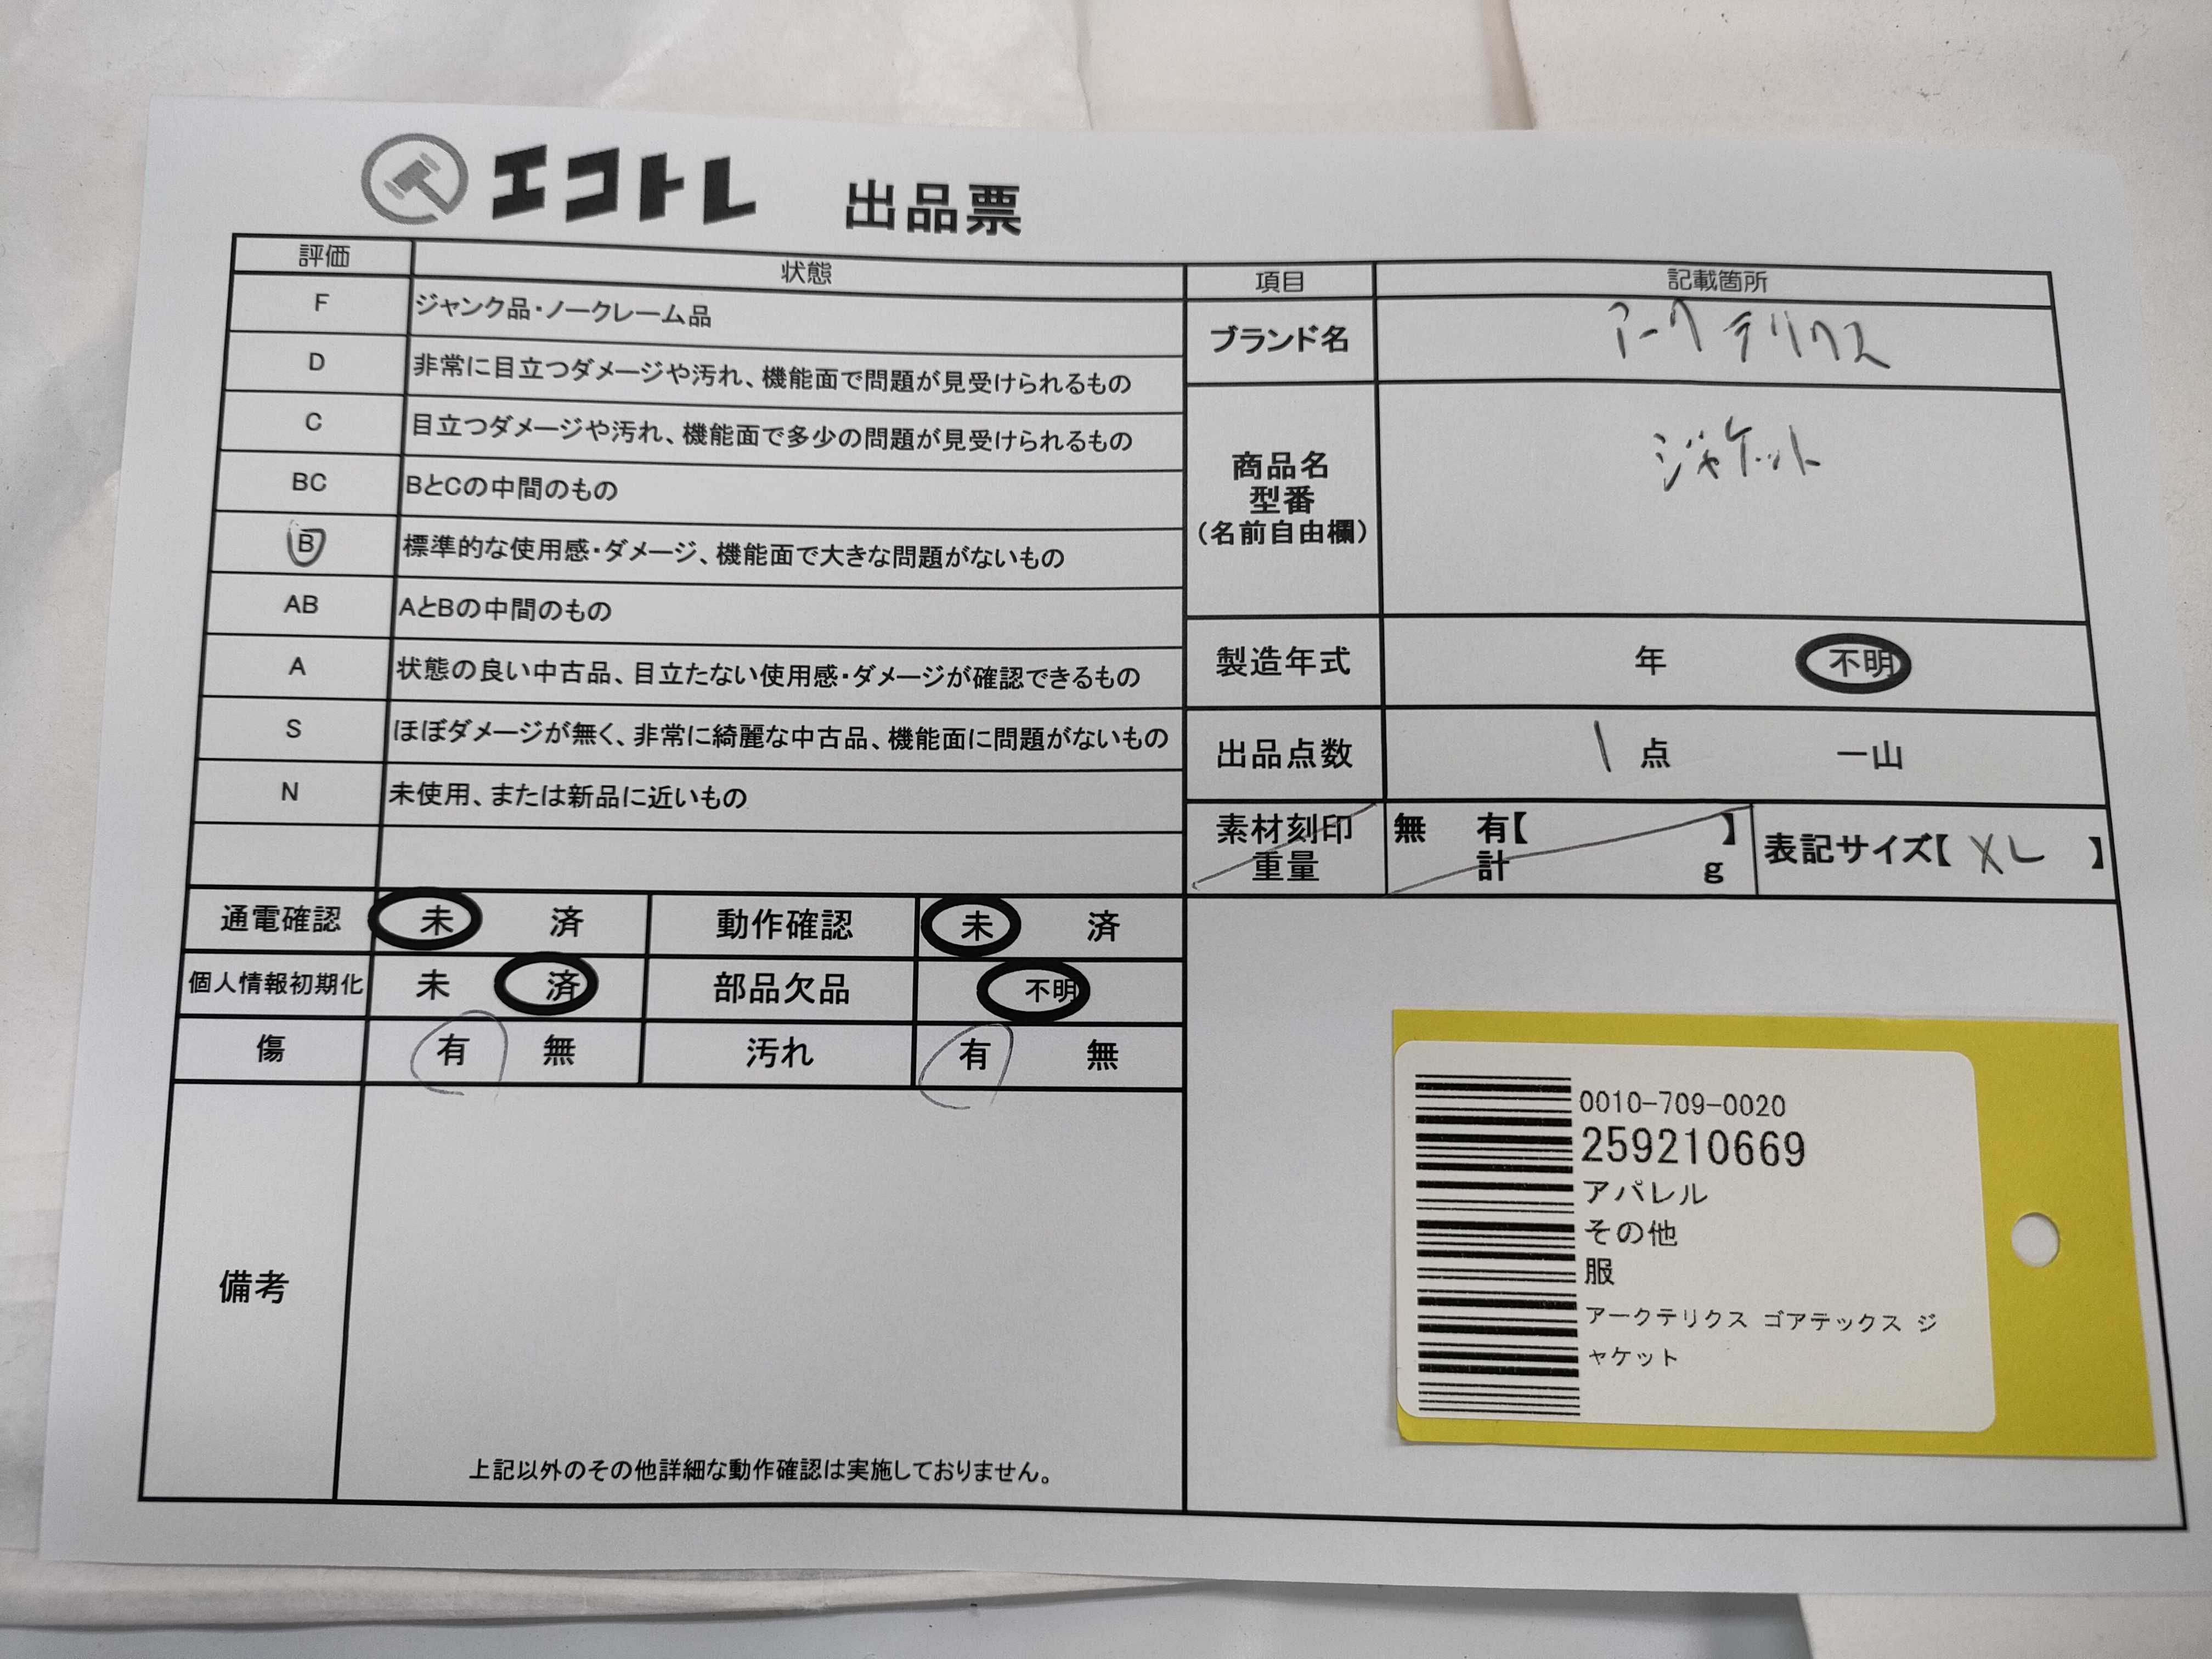 エコトレ 出品票
評価 状態
F ジャンク品・ノークレーム品
D 非常に目立つダメージや汚れ、機能面で問題が見受けられるもの
C 目立つダメージや汚れ、機能面で多少の問題が見受けられるもの
BC BとCの中間のもの
B 標準的な使用感・ダメージ、機能面で大きな問題がないもの
AB AとBの中間のもの
A 状態の良い中古品、目立たない使用感・ダメージが確認できるもの
S ほぼダメージが無く、非常に綺麗な中古品、機能面に問題がないもの
N 未使用、または新品に近いもの
項目 記載箇所
ブランド名 アークテリクス
商品名
型番
(名前自由欄)
ジャケット
製造年式 年 不明
出品点数 1 点 一山
素材刻印 無 有【 】
重量 計 g
表記サイズ【 XL 】
通電確認 未 済 動作確認 未 済
個人情報初期化 未 済 部品欠品 不明
傷 有 無 汚れ 有 無
備考
上記以外のその他詳細な動作確認は実施しておりません。
0010-709-0020
259210669
アパレル
その他
服
アークテリクス ゴアテックス ジ
ャケット